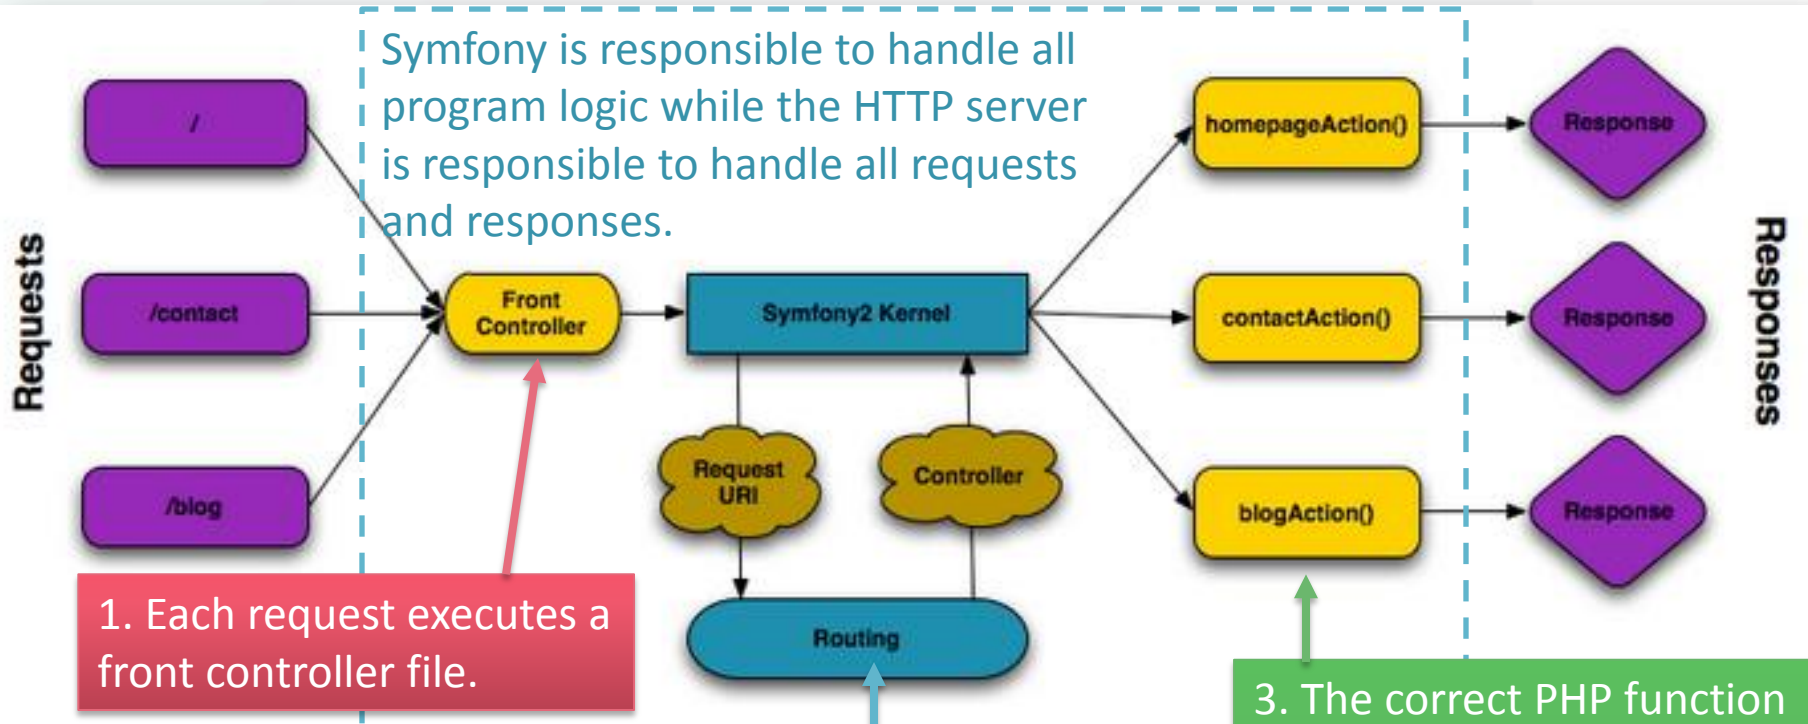 Symfony is responsible to handle all
program logic while the HTTP server
is responsible to handle all requests
and responses.
Requests
/
/contact
/blog
Front
Controller
Symfony2 Kernel
Request
URI
Controller
Routing
homepageAction()
contactAction()
blogAction()
Response
Response
Response
Responses
1. Each request executes a
front controller file.
3. The correct PHP function